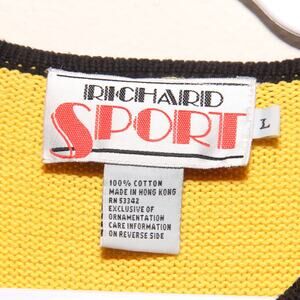 RICHARD
SPORT
L
100% COTTON
MADE IN HONG KONG
RN 53342
EXCLUSIVE OF
ORNAMENTATION
CARE INFORMATION
ON REVERSE SIDE